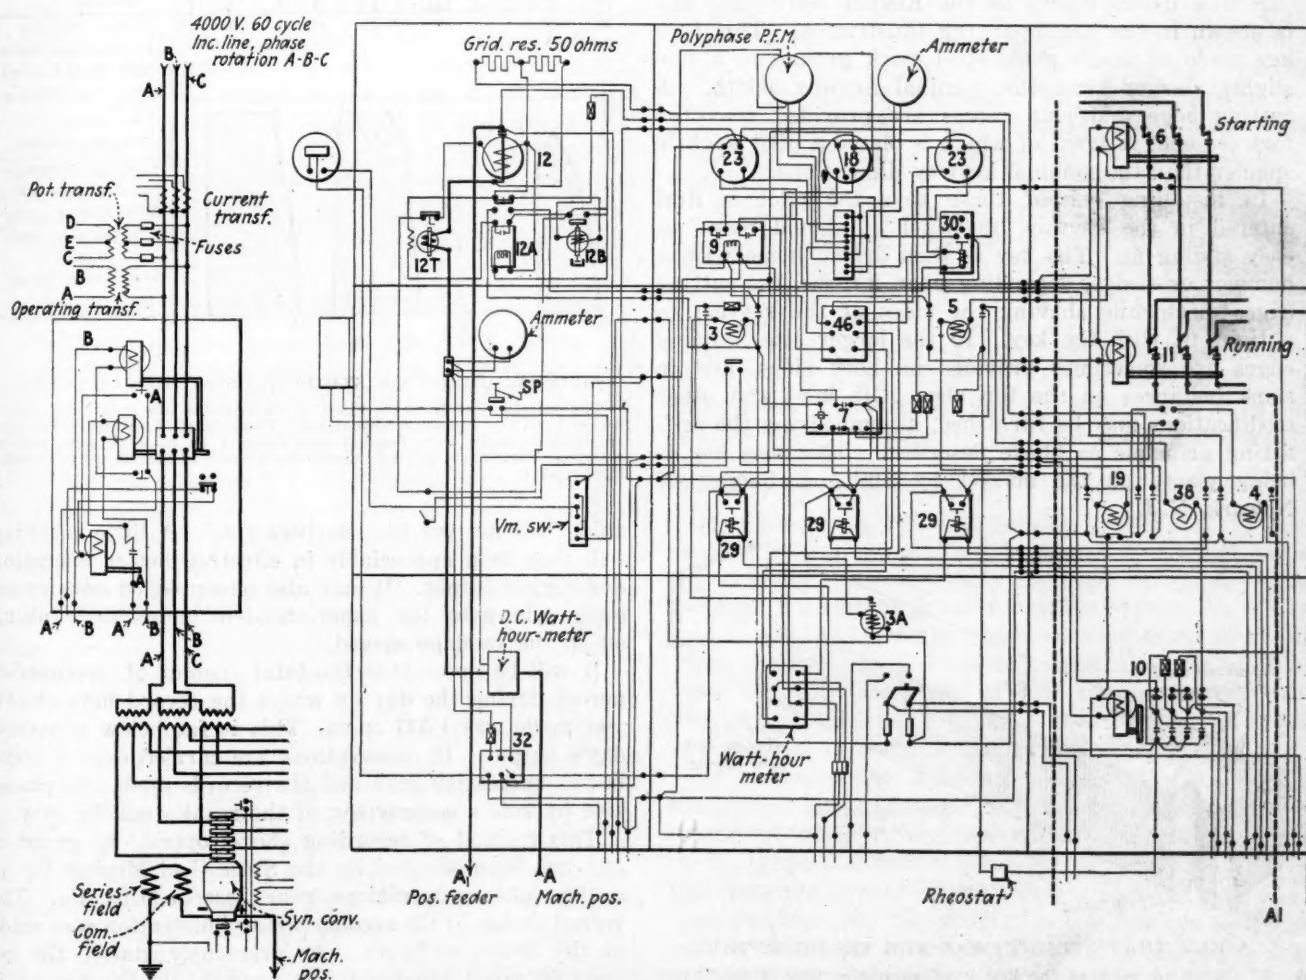 4000 V. 60 cycle
Inc. line, phase
rotation A-B-C
B
A
C
Grid. res. 50 ohms
Polyphase P.F.M.
Ammeter
12
23
18
23
6
Starting
Pot. transf.
Current
transf.
D
E
C
Fuses
B
A
Operating transf.
12T
12A
12B
9
30
B
A
Ammeter
3
46
5
11
Running
SP
7
Vm. sw.
29
29
29
19
38
4
A
A
B
A
B
B
C
A
D.C. Watt-
hour-meter
3A
32
Watt-hour
meter
10
Series
field
Com.
field
Syn. conv.
Mach.
pos.
A
Pos. feeder
A
Mach. pos.
Rheostat
A1